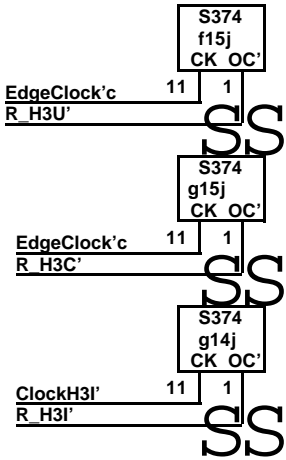 S374
f15j
CK OC’
11 1
EdgeClock’c
R_H3U’
SS
S374
g15j
CK OC’
11 1
EdgeClock’c
R_H3C’
SS
S374
g14j
CK OC’
11 1
ClockH3I’
R_H3I’
SS